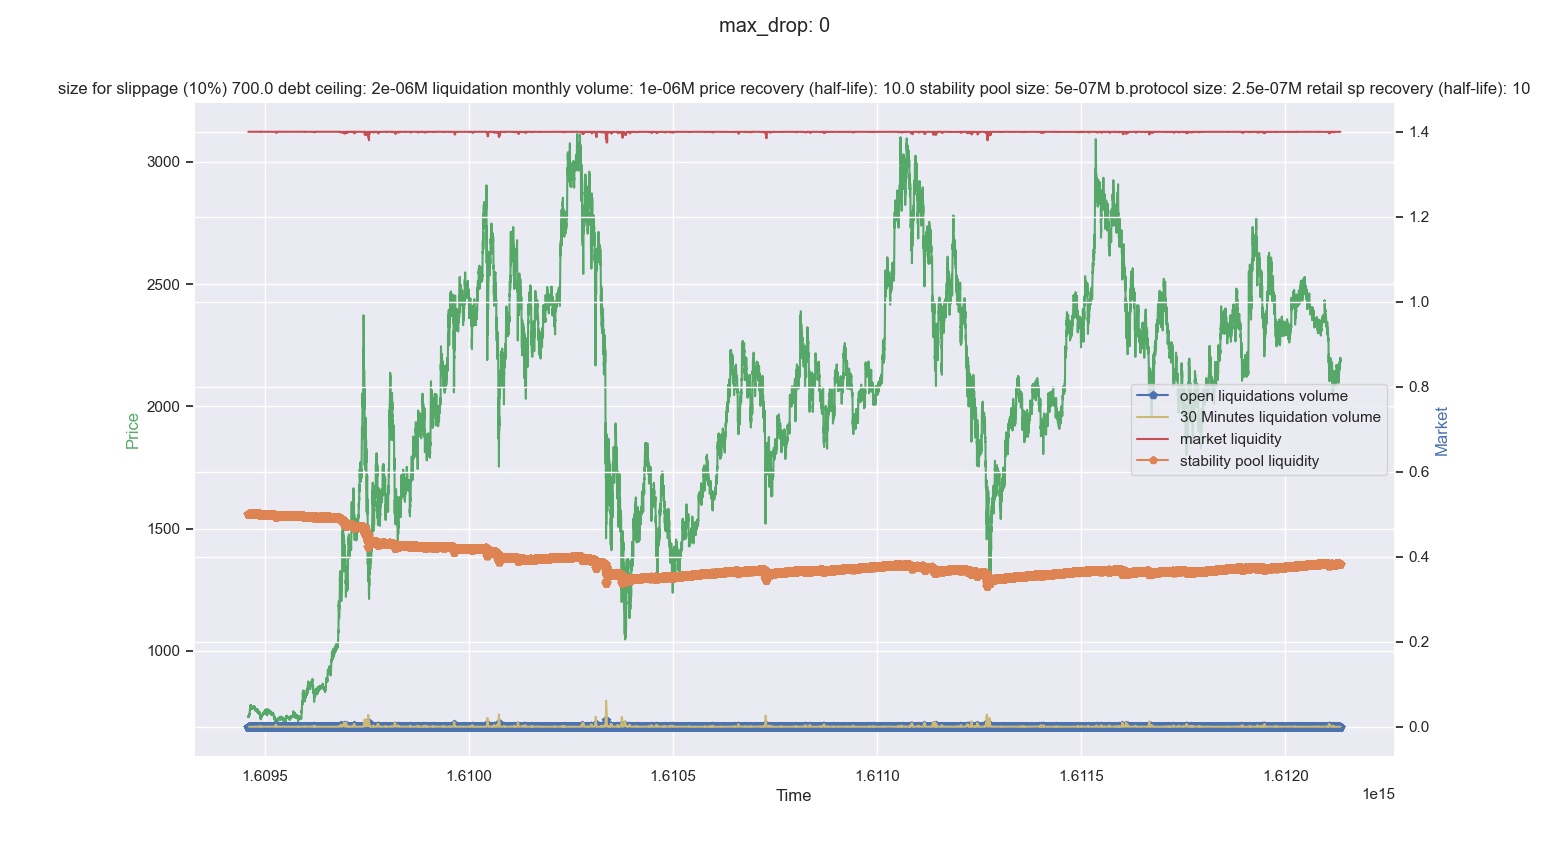 max_drop: 0
size for slippage (10%) 700.0 debt ceiling: 2e-06M liquidation monthly volume: 1e-06M price recovery (half-life): 10.0 stability pool size: 5e-07M b.protocol size: 2.5e-07M retail sp recovery (half-life): 10
3000
2500
2000
1500
1000
Price
1.4
1.2
1.0
0.8
0.6
0.4
0.2
0.0
Market
open liquidations volume
30 Minutes liquidation volume
market liquidity
stability pool liquidity
1.6095 1.6100 1.6105 1.6110 1.6115 1.6120
Time
1e15